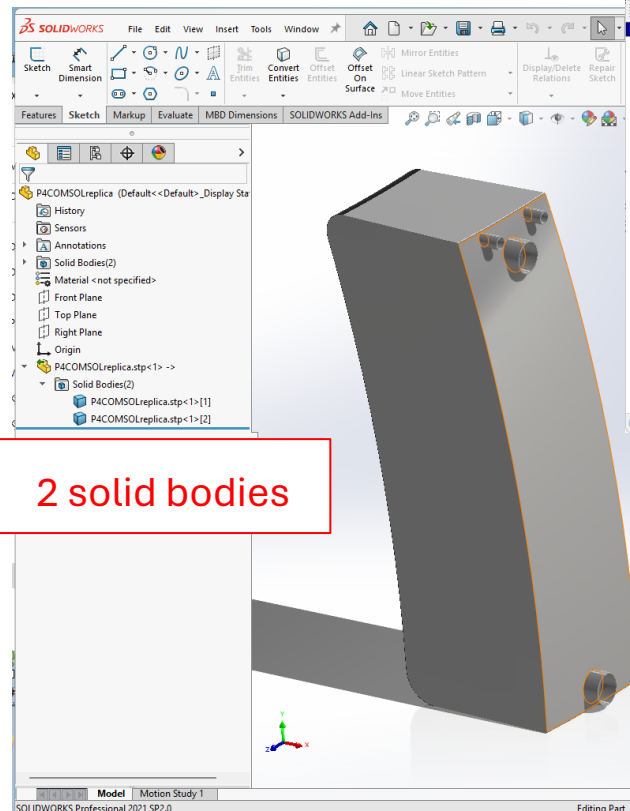 SOLIDWORKS File Edit View Insert Tools Window
Sketch Smart Dimension Trim Entities Convert Entities Offset Entities Offset On Surface Mirror Entities Linear Sketch Pattern Move Entities Display/Delete Relations Repair Sketch
Features Sketch Markup Evaluate MBD Dimensions SOLIDWORKS Add-Ins
P4COMSOLreplica (Default<<Default>_Display Sta
History
Sensors
Annotations
Solid Bodies(2)
Material <not specified>
Front Plane
Top Plane
Right Plane
Origin
P4COMSOLreplica.stp<1> ->
Solid Bodies(2)
P4COMSOLreplica.stp<1>[1]
P4COMSOLreplica.stp<1>[2]
2 solid bodies
Y
Z X
Model Motion Study 1
SOLIDWORKS Professional 2021 SP2.0 Editing Part